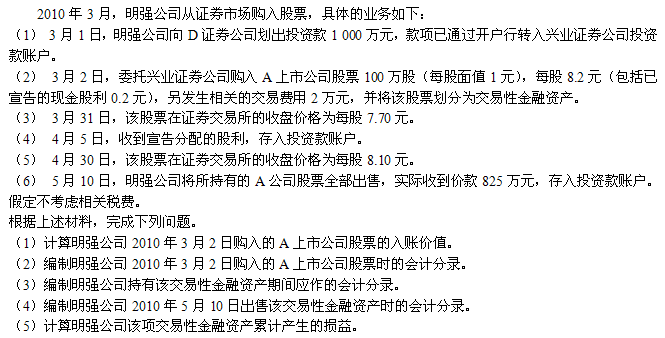 2010 年 3 月，明强公司从证券市场购入股票，具体的业务如下：
（1） 3 月 1 日，明强公司向 D 证券公司划出投资款 1 000 万元，款项已通过开户行转入兴业证券公司投资
款账户。
（2） 3 月 2 日，委托兴业证券公司购入 A 上市公司股票 100 万股（每股面值 1 元），每股 8.2 元（包括已
宣告的现金股利 0.2 元），另发生相关的交易费用 2 万元，并将该股票划分为交易性金融资产。
（3） 3 月 31 日，该股票在证券交易所的收盘价格为每股 7.70 元。
（4） 4 月 5 日，收到宣告分配的股利，存入投资款账户。
（5） 4 月 30 日，该股票在证券交易所的收盘价格为每股 8.10 元。
（6） 5 月 10 日，明强公司将所持有的 A 公司股票全部出售，实际收到价款 825 万元，存入投资款账户。
假定不考虑相关税费。
根据上述材料，完成下列问题。
（1）计算明强公司 2010 年 3 月 2 日购入的 A 上市公司股票的入账价值。
（2）编制明强公司 2010 年 3 月 2 日购入的 A 上市公司股票时的会计分录。
（3）编制明强公司持有该交易性金融资产期间应作的会计分录。
（4）编制明强公司 2010 年 5 月 10 日出售该交易性金融资产时的会计分录。
（5）计算明强公司该项交易性金融资产累计产生的损益。